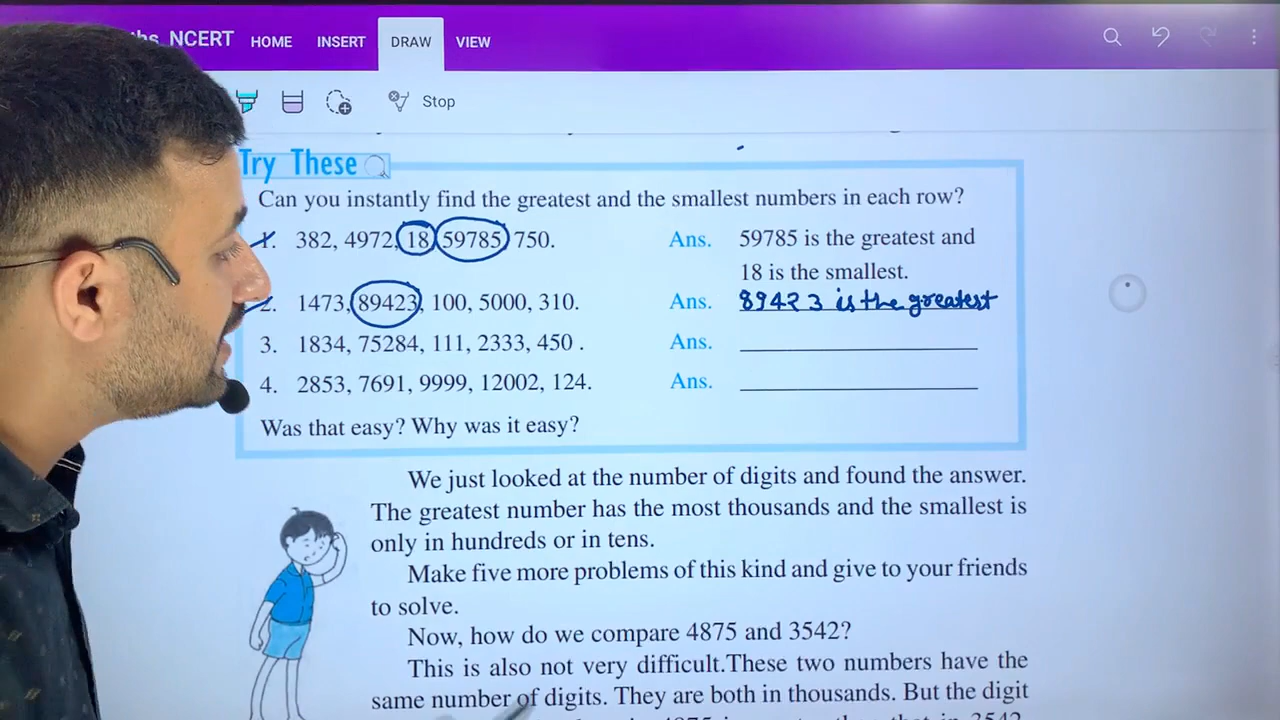 NCERT HOME INSERT DRAW VIEW
Stop
Try These
Can you instantly find the greatest and the smallest numbers in each row?
1. 382, 4972, 18, 59785, 750. Ans. 59785 is the greatest and
18 is the smallest.
2. 1473, 89423, 100, 5000, 310. Ans. 89423 is the greatest
3. 1834, 75284, 111, 2333, 450 . Ans.
4. 2853, 7691, 9999, 12002, 124. Ans.
Was that easy? Why was it easy?
We just looked at the number of digits and found the answer.
The greatest number has the most thousands and the smallest is
only in hundreds or in tens.
Make five more problems of this kind and give to your friends
to solve.
Now, how do we compare 4875 and 3542?
This is also not very difficult.These two numbers have the
same number of digits. They are both in thousands. But the digit